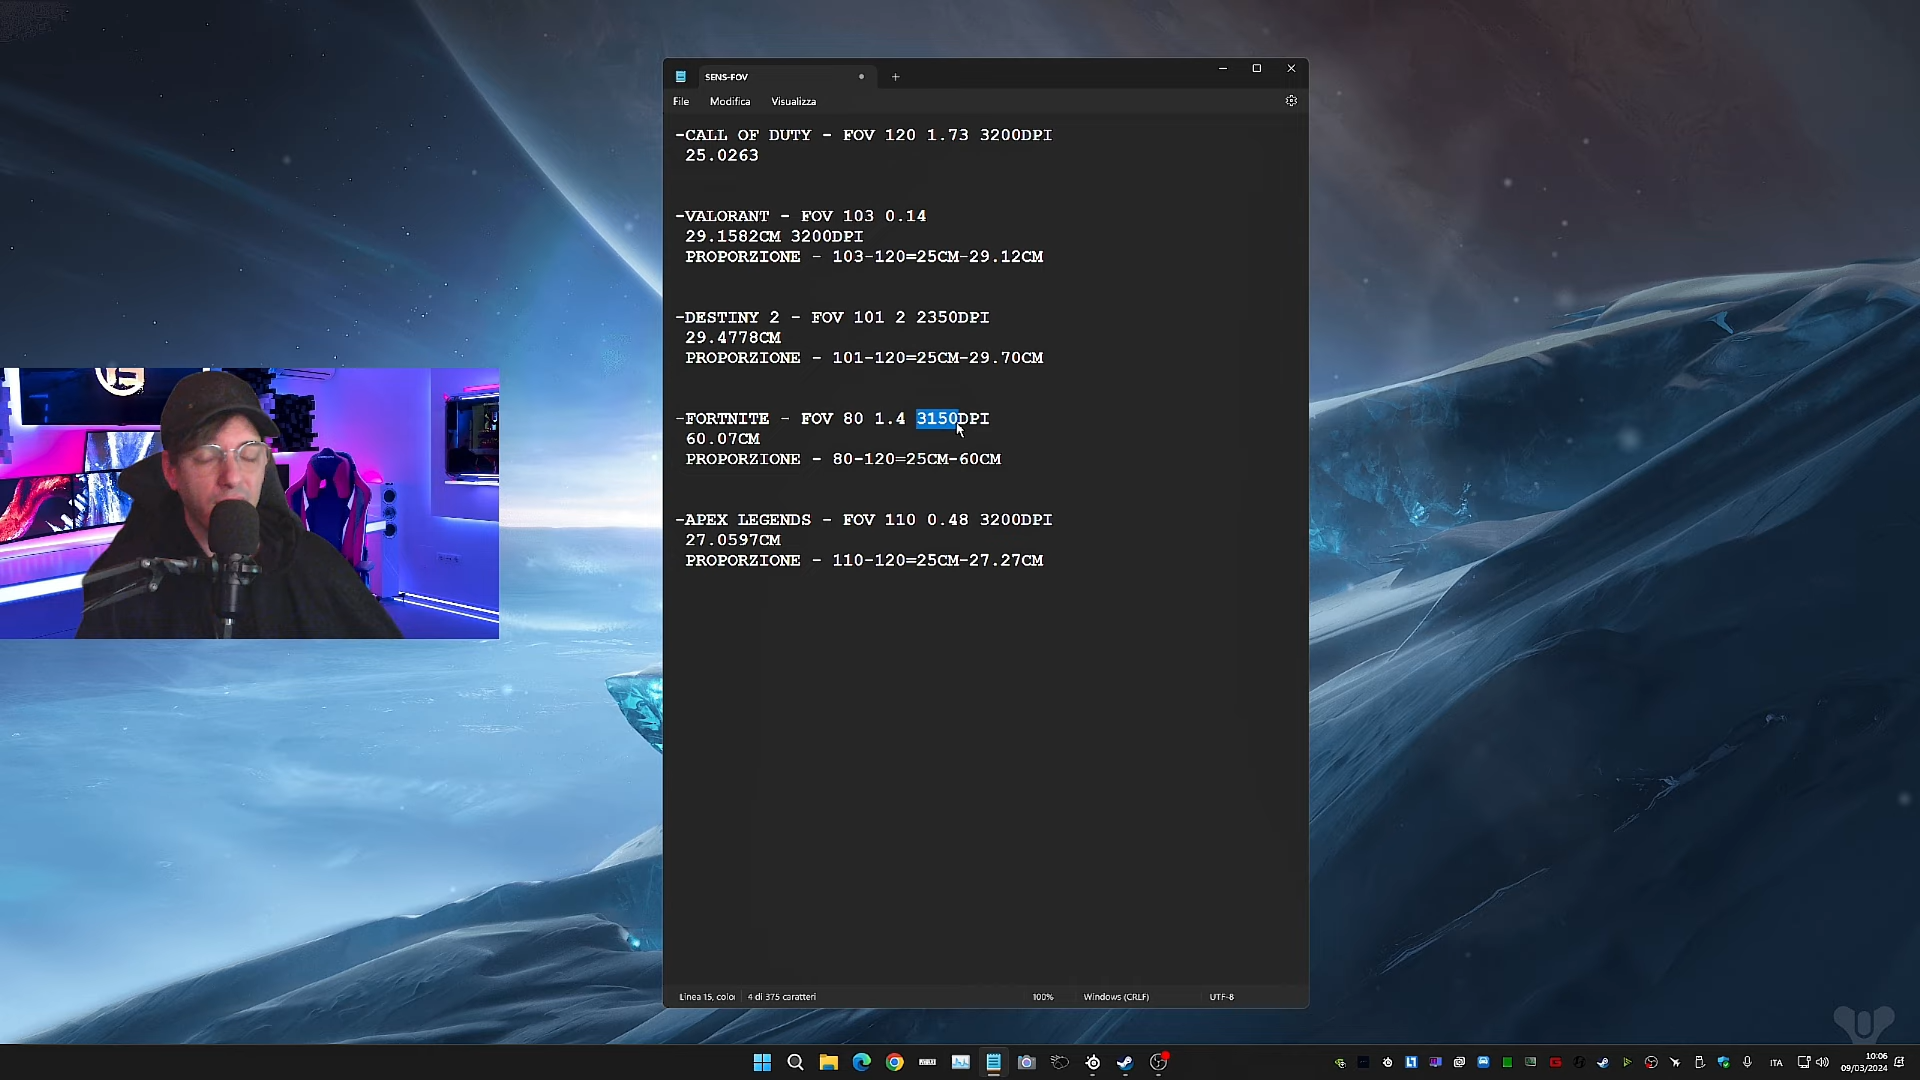 SENS-FOV
File Modifica Visualizza
-CALL OF DUTY - FOV 120 1.73 3200DPI
25.0263
-VALORANT - FOV 103 0.14
29.1582CM 3200DPI
PROPORZIONE - 103-120=25CM-29.12CM
-DESTINY 2 - FOV 101 2 2350DPI
29.4778CM
PROPORZIONE - 101-120=25CM-29.70CM
-FORTNITE - FOV 80 1.4 3150DPI
60.07CM
PROPORZIONE - 80-120=25CM-60CM
-APEX LEGENDS - FOV 110 0.48 3200DPI
27.0597CM
PROPORZIONE - 110-120=25CM-27.27CM
Linea 15, color 4 di 375 caratteri 100% Windows (CRLF) UTF-8
ITA
10:06
09/03/2024